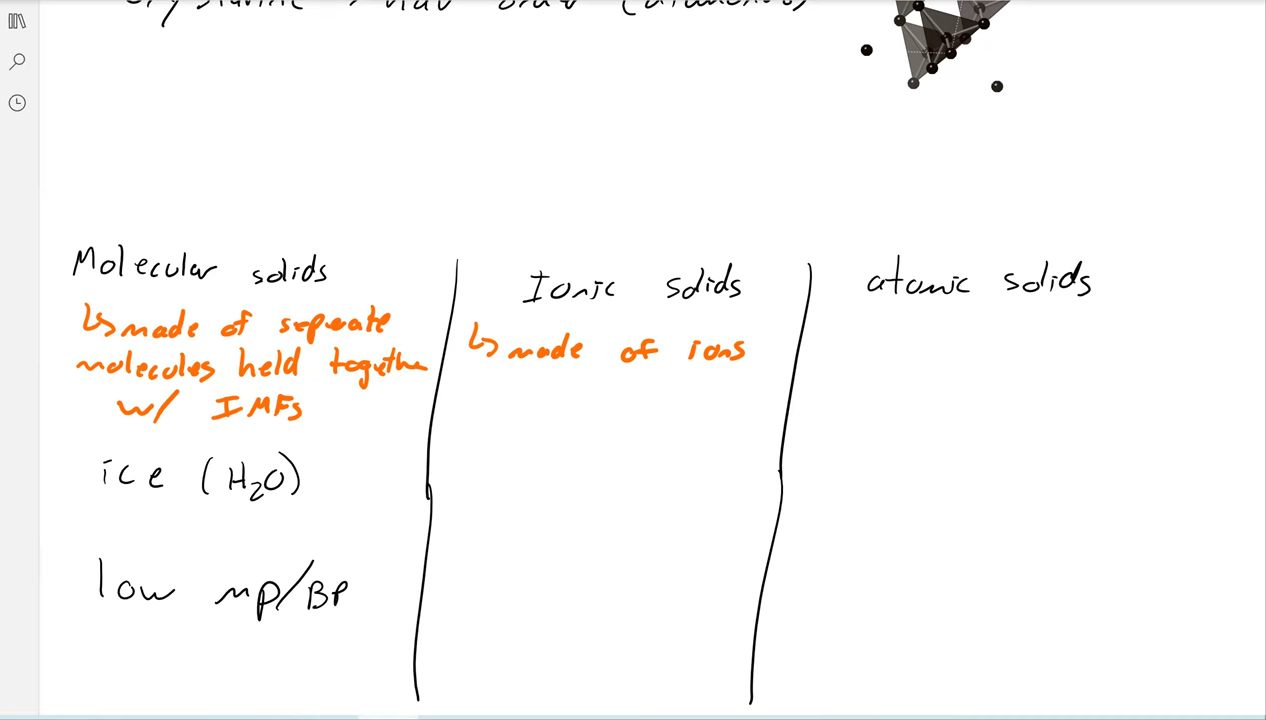 Molecular solids
↳ made of separate
molecules held together
w/ IMFs
ice (H₂O)
low mp/BP
Ionic solids
↳ made of ions
atomic solids